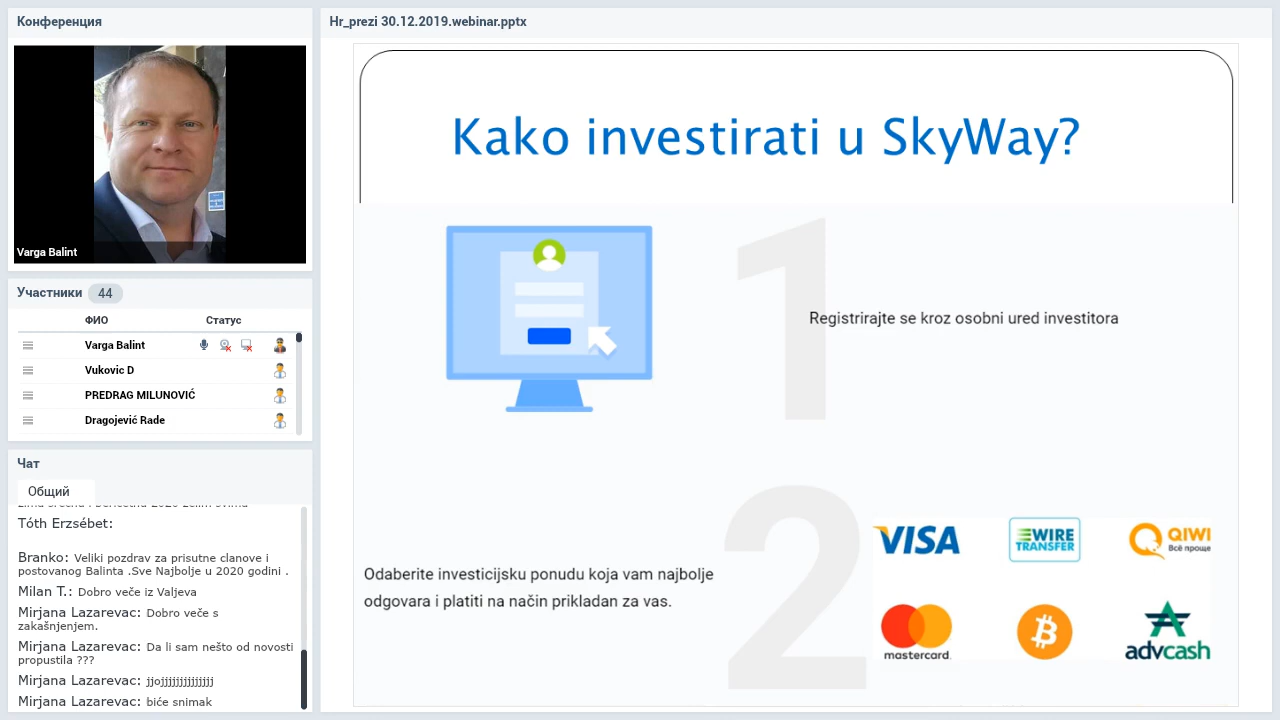 Конференция
Varga Balint
Участники 44
ФИО Статус
Varga Balint
Vukovic D
PREDRAG MILUNOVIĆ
Dragojević Rade
Чат
Общий
Tóth Erzsébet:
Branko: Veliki pozdrav za prisutne clanove i
postovanog Balinta .Sve Najbolje u 2020 godini .
Milan T.: Dobro veče iz Valjeva
Mirjana Lazarevac: Dobro veče s
zakašnjenjem.
Mirjana Lazarevac: Da li sam nešto od novosti
propustila ???
Mirjana Lazarevac: jjojjjjjjjjjjjjjjj
Mirjana Lazarevac: biće snimak
Hr_prezi 30.12.2019.webinar.pptx
Kako investirati u SkyWay?
1
Registrirajte se kroz osobni ured investitora
2
Odaberite investicijsku ponudu koja vam najbolje
odgovara i platiti na način prikladan za vas.
VISA
WIRE
TRANSFER
QIWI
Всё проще
mastercard.
advcash